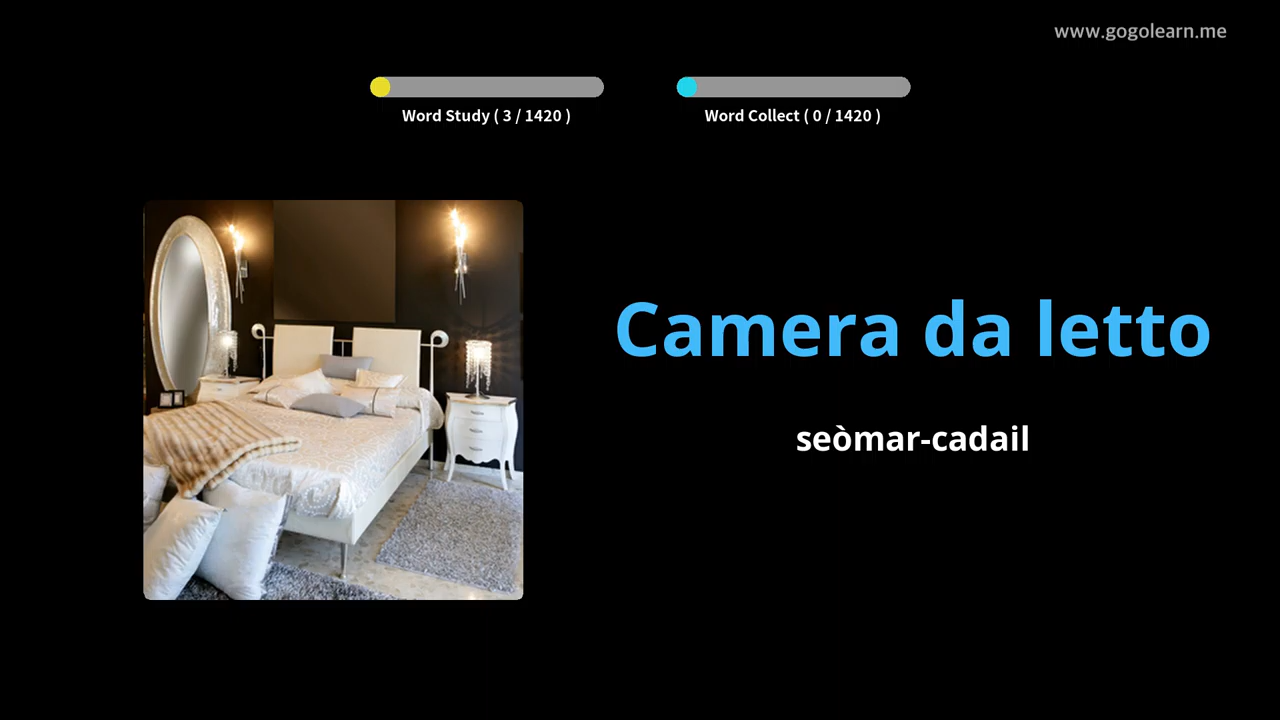 www.gogolearn.me
Word Study ( 3 / 1420 )
Word Collect ( 0 / 1420 )
Camera da letto
seòmar-cadail